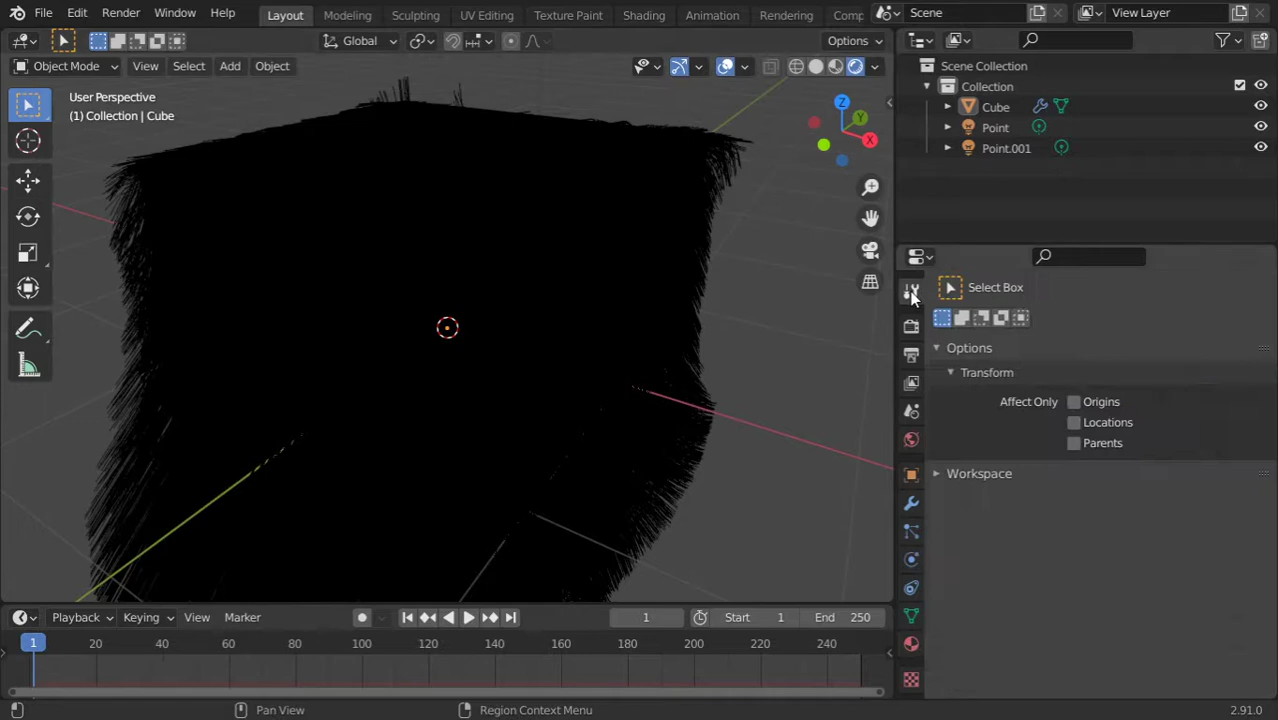 File Edit Render Window Help Layout Modeling Sculpting UV Editing Texture Paint Shading Animation Rendering Comp Scene View Layer
Global Options
Object Mode View Select Add Object
User Perspective
(1) Collection | Cube
Z
Y
X
Scene Collection
Collection
Cube
Point
Point.001
Select Box
Options
Transform
Affect Only Origins
Locations
Parents
Workspace
Playback Keying View Marker 1 Start 1 End 250
1 20 40 60 80 100 120 140 160 180 200 220 240
Pan View Region Context Menu 2.91.0